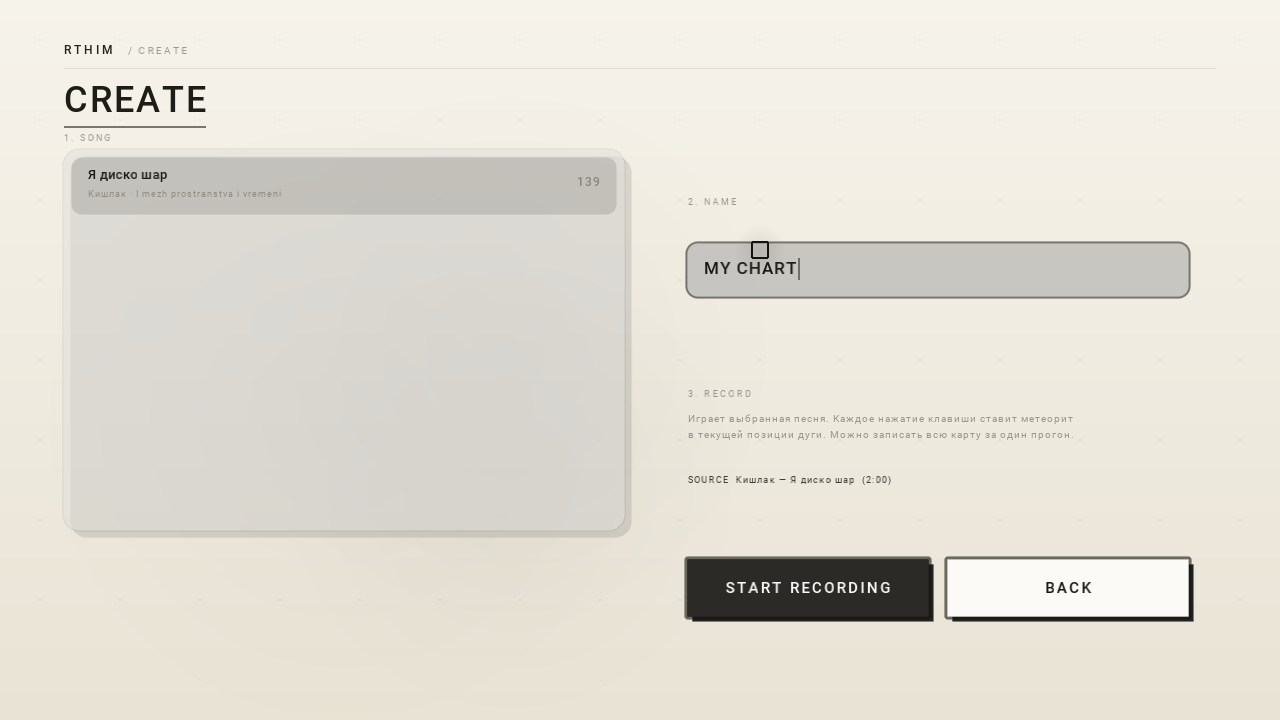 RTHIM / CREATE
CREATE
1. SONG
Я диско шар
Кишлак · I mezh prostranstva i vremeni
139
2. NAME
MY CHART
3. RECORD
Играет выбранная песня. Каждое нажатие клавиши ставит метеорит
в текущей позиции дуги. Можно записать всю карту за один прогон.
SOURCE Кишлак — Я диско шар (2:00)
START RECORDING
BACK